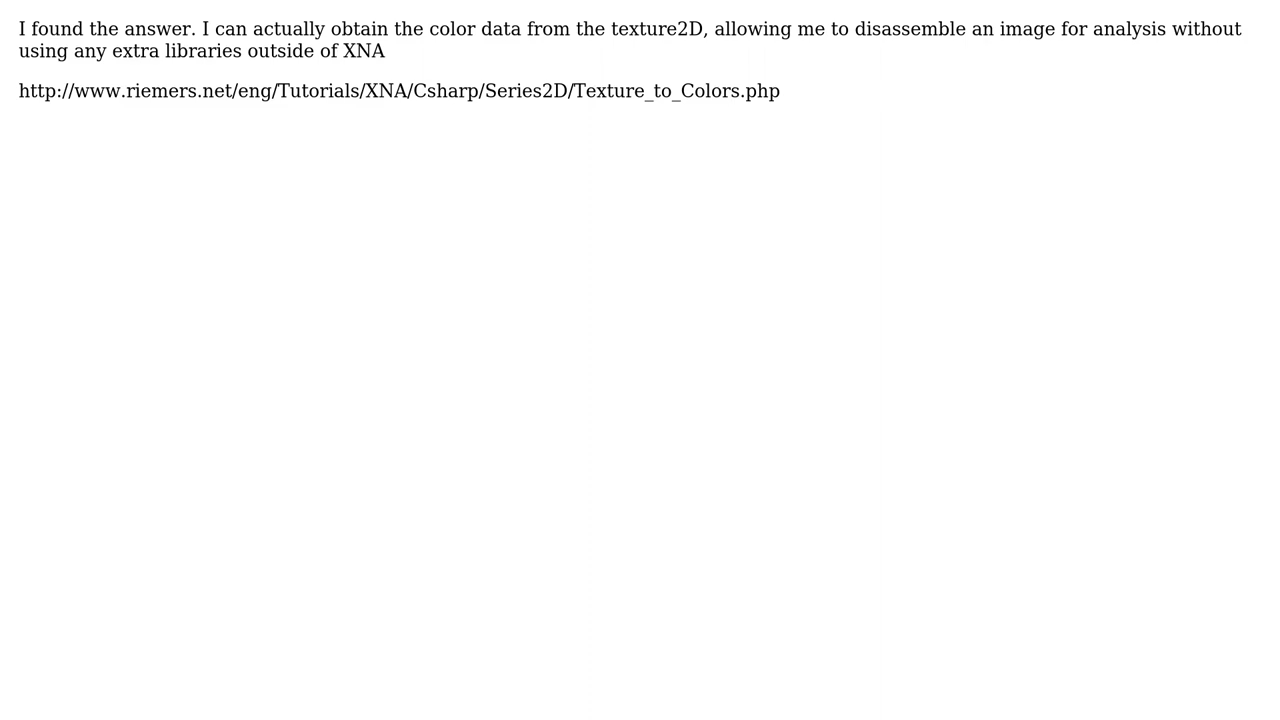 I found the answer. I can actually obtain the color data from the texture2D, allowing me to disassemble an image for analysis without
using any extra libraries outside of XNA
http://www.riemers.net/eng/Tutorials/XNA/Csharp/Series2D/Texture_to_Colors.php